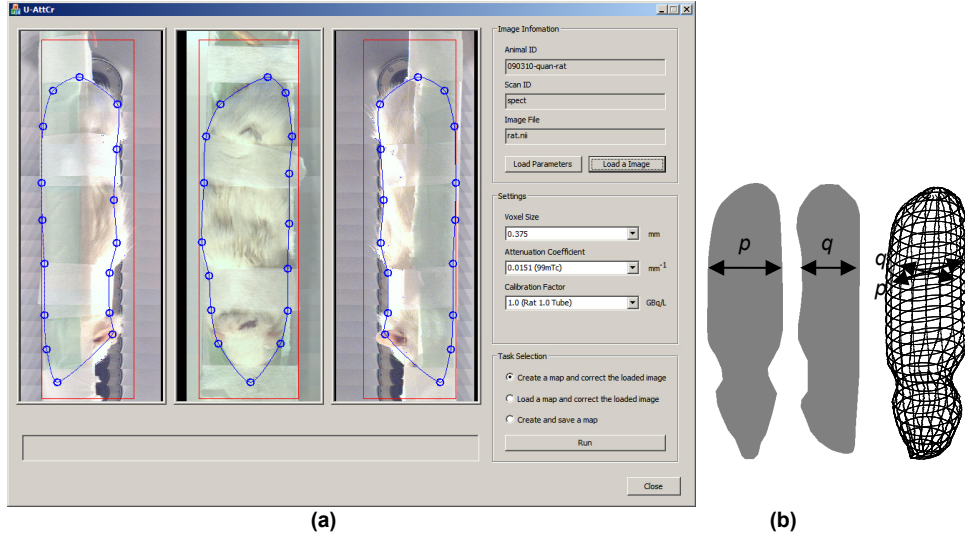 U-AttCr
Image Infomation
Animal ID
090310-quan-rat
Scan ID
spect
Image File
rat.nii
Load Parameters
Load a Image
Settings
Voxel Size
0.375 mm
Attenuation Coefficient
0.0151 (99mTc) mm⁻¹
Calibration Factor
1.0 (Rat 1.0 Tube) GBq/L
Task Selection
Create a map and correct the loaded image
Load a map and correct the loaded image
Create and save a map
Run
Close
(a)
p
q
q
p
(b)